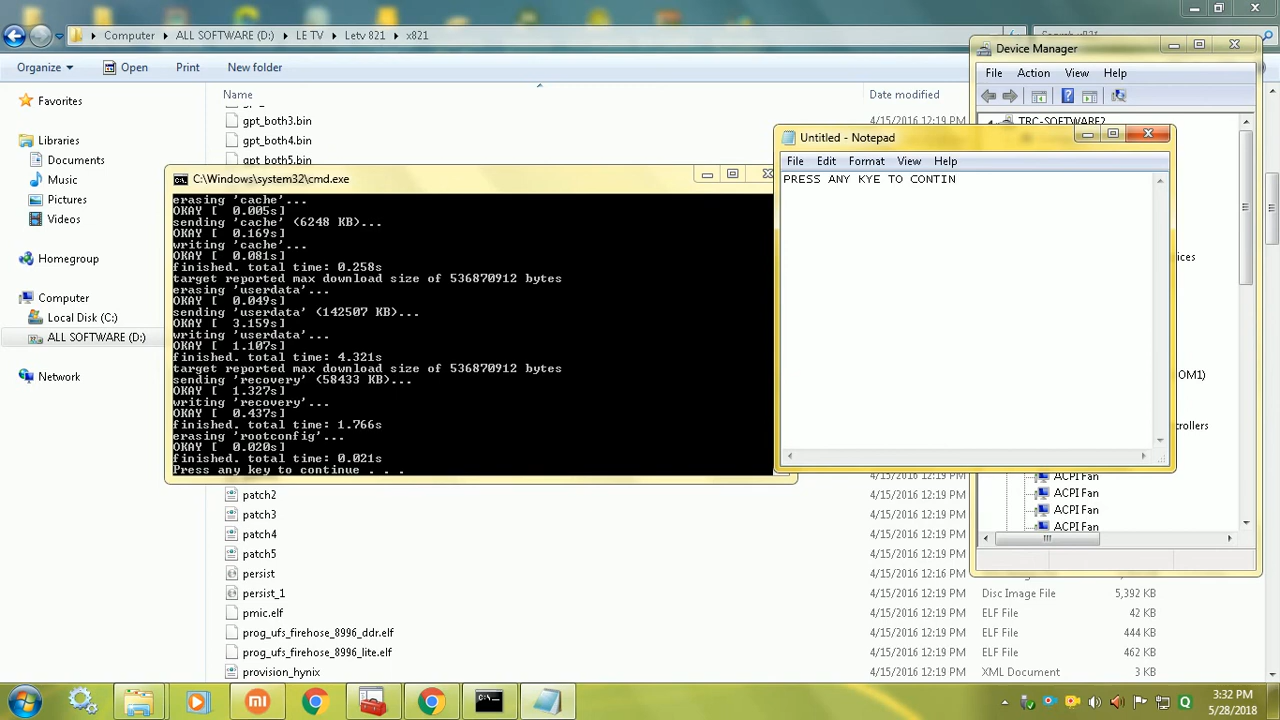 Computer ALL SOFTWARE (D:) LE TV Letv 821 x821
Organize Open Print New folder
Favorites
Libraries
Documents
Music
Pictures
Videos
Homegroup
Computer
Local Disk (C:)
ALL SOFTWARE (D:)
Network
Name Date modified
gpt_both3.bin 4/15/2016 12:19 PM
gpt_both4.bin
gpt_both5.bin
C:\Windows\system32\cmd.exe
erasing 'cache'...
OKAY [ 0.005s]
sending 'cache' (6248 KB)...
OKAY [ 0.169s]
writing 'cache'...
OKAY [ 0.081s]
finished. total time: 0.258s
target reported max download size of 536870912 bytes
erasing 'userdata'...
OKAY [ 0.049s]
sending 'userdata' (142507 KB)...
OKAY [ 3.159s]
writing 'userdata'...
OKAY [ 1.107s]
finished. total time: 4.321s
target reported max download size of 536870912 bytes
sending 'recovery' (58433 KB)...
OKAY [ 1.327s]
writing 'recovery'...
OKAY [ 0.437s]
finished. total time: 1.766s
erasing 'rootconfig'...
OKAY [ 0.020s]
finished. total time: 0.021s
Press any key to continue . . .
Device Manager
File Action View Help
TBC-SOFTWARE2
Untitled - Notepad
File Edit Format View Help
PRESS ANY KYE TO CONTIN
ices
OM1)
rollers
ACPI Fan
ACPI Fan
ACPI Fan
ACPI Fan
patch2 4/15/2016 12:19 PM
patch3 4/15/2016 12:19 PM
patch4 4/15/2016 12:19 PM
patch5 4/15/2016 12:19 PM
persist 4/15/2016 12:19 PM
persist_1 4/15/2016 12:19 PM Disc Image File 5,392 KB
pmic.elf 4/15/2016 12:19 PM ELF File 42 KB
prog_ufs_firehose_8996_ddr.elf 4/15/2016 12:19 PM ELF File 444 KB
prog_ufs_firehose_8996_lite.elf 4/15/2016 12:19 PM ELF File 462 KB
provision_hynix 4/15/2016 12:19 PM XML Document 3 KB
3:32 PM
5/28/2018